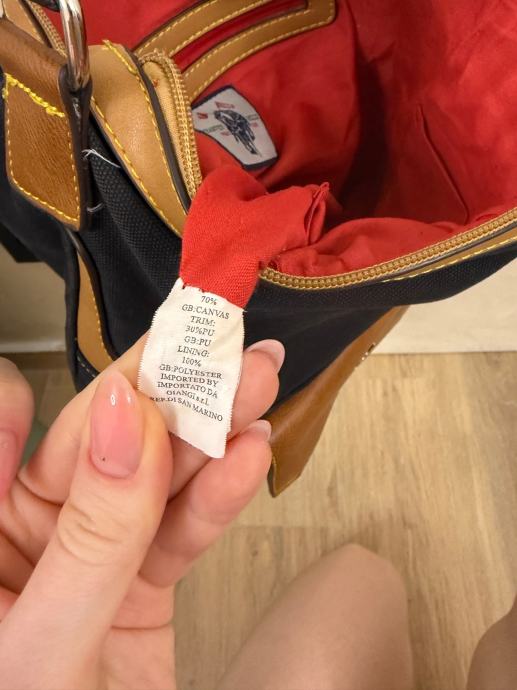 70%
GB:CANVAS
TRIM:
30%PU
GB:PU
LINING:
100%
GB:POLYESTER
IMPORTED BY
IMPORTATO DA
GIANGI s.r.l.
REP.DI SAN MARINO